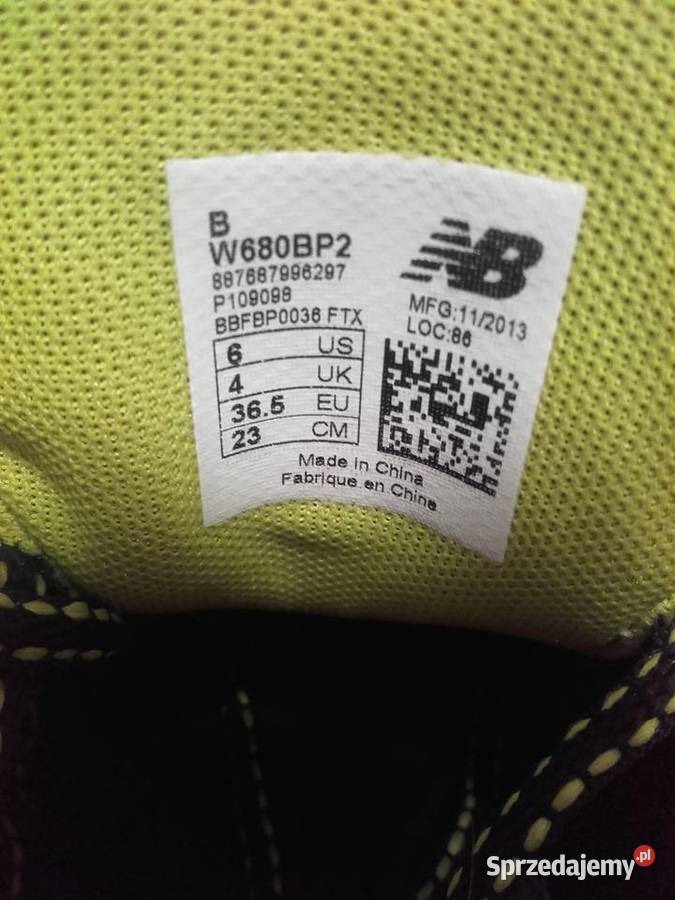 B
W680BP2
887687996297
P109098
BBFBP0036 FTX
6 US
4 UK
36.5 EU
23 CM
NB
MFG:11/2013
LOC:86
Made in China
Fabrique en Chine
Sprzedajemy.pl